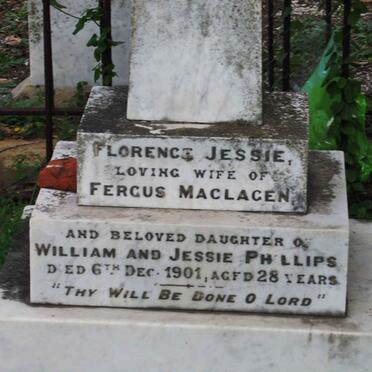 FLORENCE JESSIE,
LOVING WIFE OF
FERGUS MACLAGEN
AND BELOVED DAUGHTER OF
WILLIAM AND JESSIE PHILLIPS
DIED 6TH DEC. 1901, AGED 28 YEARS
"THY WILL BE DONE O LORD"